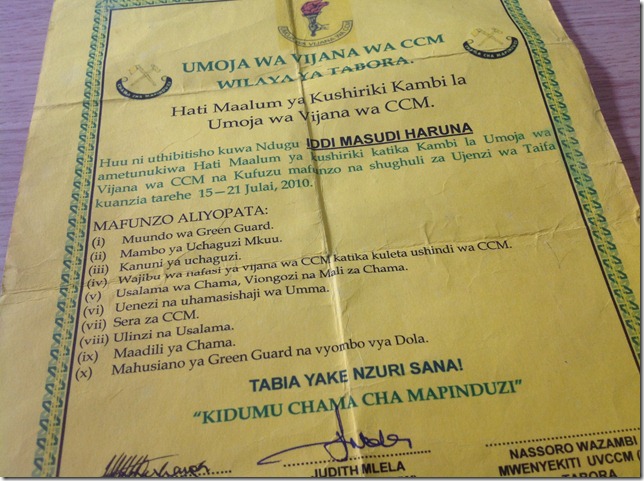 UMOJA WA VIJANA WA CCM
WILAYA YA TABORA.
Hati Maalum ya Kushiriki Kambi la
Umoja wa Vijana wa CCM.
Huu ni uthibitisho kuwa Ndugu IDDI MASUDI HARUNA
ametunukiwa Hati Maalum ya kushiriki katika Kambi la Umoja wa
Vijana wa CCM na Kufuzu mafunzo na shughuli za Ujenzi wa Taifa
kuanzia tarehe 15—21 Julai, 2010.
MAFUNZO ALIYOPATA:
(i) Muundo wa Green Guard.
(ii) Mambo ya Uchaguzi Mkuu.
(iii) Kanuni ya uchaguzi.
(iv) Wajibu wa nafasi ya vijana wa CCM katika kuleta ushindi wa CCM.
(v) Usalama wa Chama, Viongozi na Mali za Chama.
(vi) Uenezi na uhamasishaji wa Umma.
(vii) Sera za CCM.
(viii) Ulinzi na Usalama.
(ix) Maadili ya Chama.
(x) Mahusiano ya Green Guard na vyombo vya Dola.
TABIA YAKE NZURI SANA!
“KIDUMU CHAMA CHA MAPINDUZI”
JUDITH MLELA
NASSORO WAZAMBI
MWENYEKITI UVCCM
TABORA